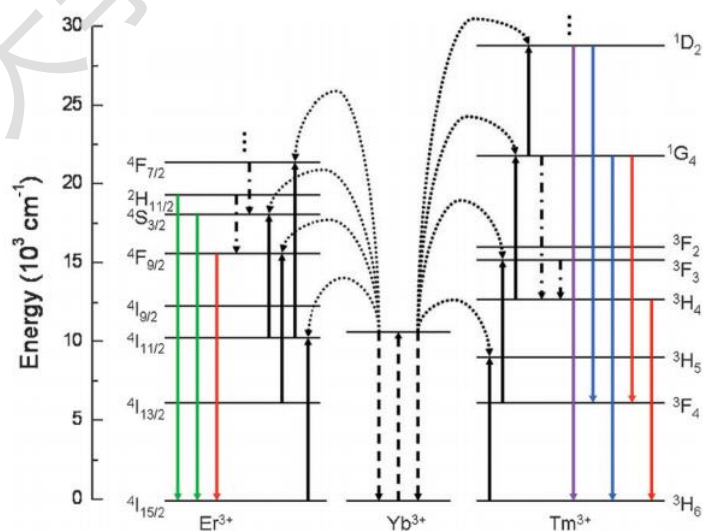 大
Energy (10³ cm⁻¹)
30
25
20
15
10
5
0
⁴F₇/₂
²H₁₁/₂
⁴S₃/₂
⁴F₉/₂
⁴I₉/₂
⁴I₁₁/₂
⁴I₁₃/₂
⁴I₁₅/₂
Er³⁺
Yb³⁺
Tm³⁺
¹D₂
¹G₄
³F₂
³F₃
³H₄
³H₅
³F₄
³H₆